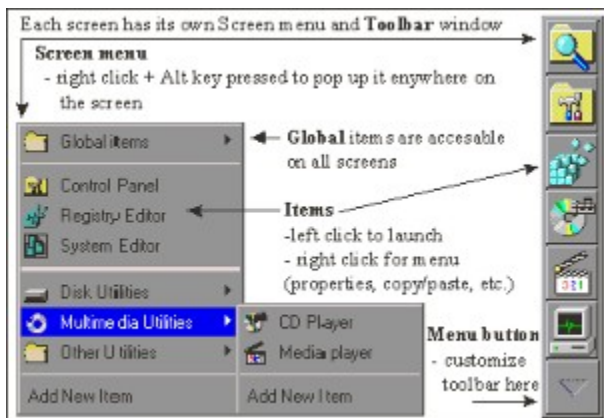 Each screen has its own Screen menu and Toolbar window
Screen menu
- right click + Alt key pressed to pop up it enywhere on
the screen
Global items
Global items are accesable
on all screens
Control Panel
Registry Editor
System Editor
Items
-left click to launch
- right click for menu
(properties, copy/paste, etc.)
Disk Utilities
Multimedia Utilities
Other Utilities
Add New Item
CD Player
Media player
Add New Item
Menu button
- customize
toolbar here
321